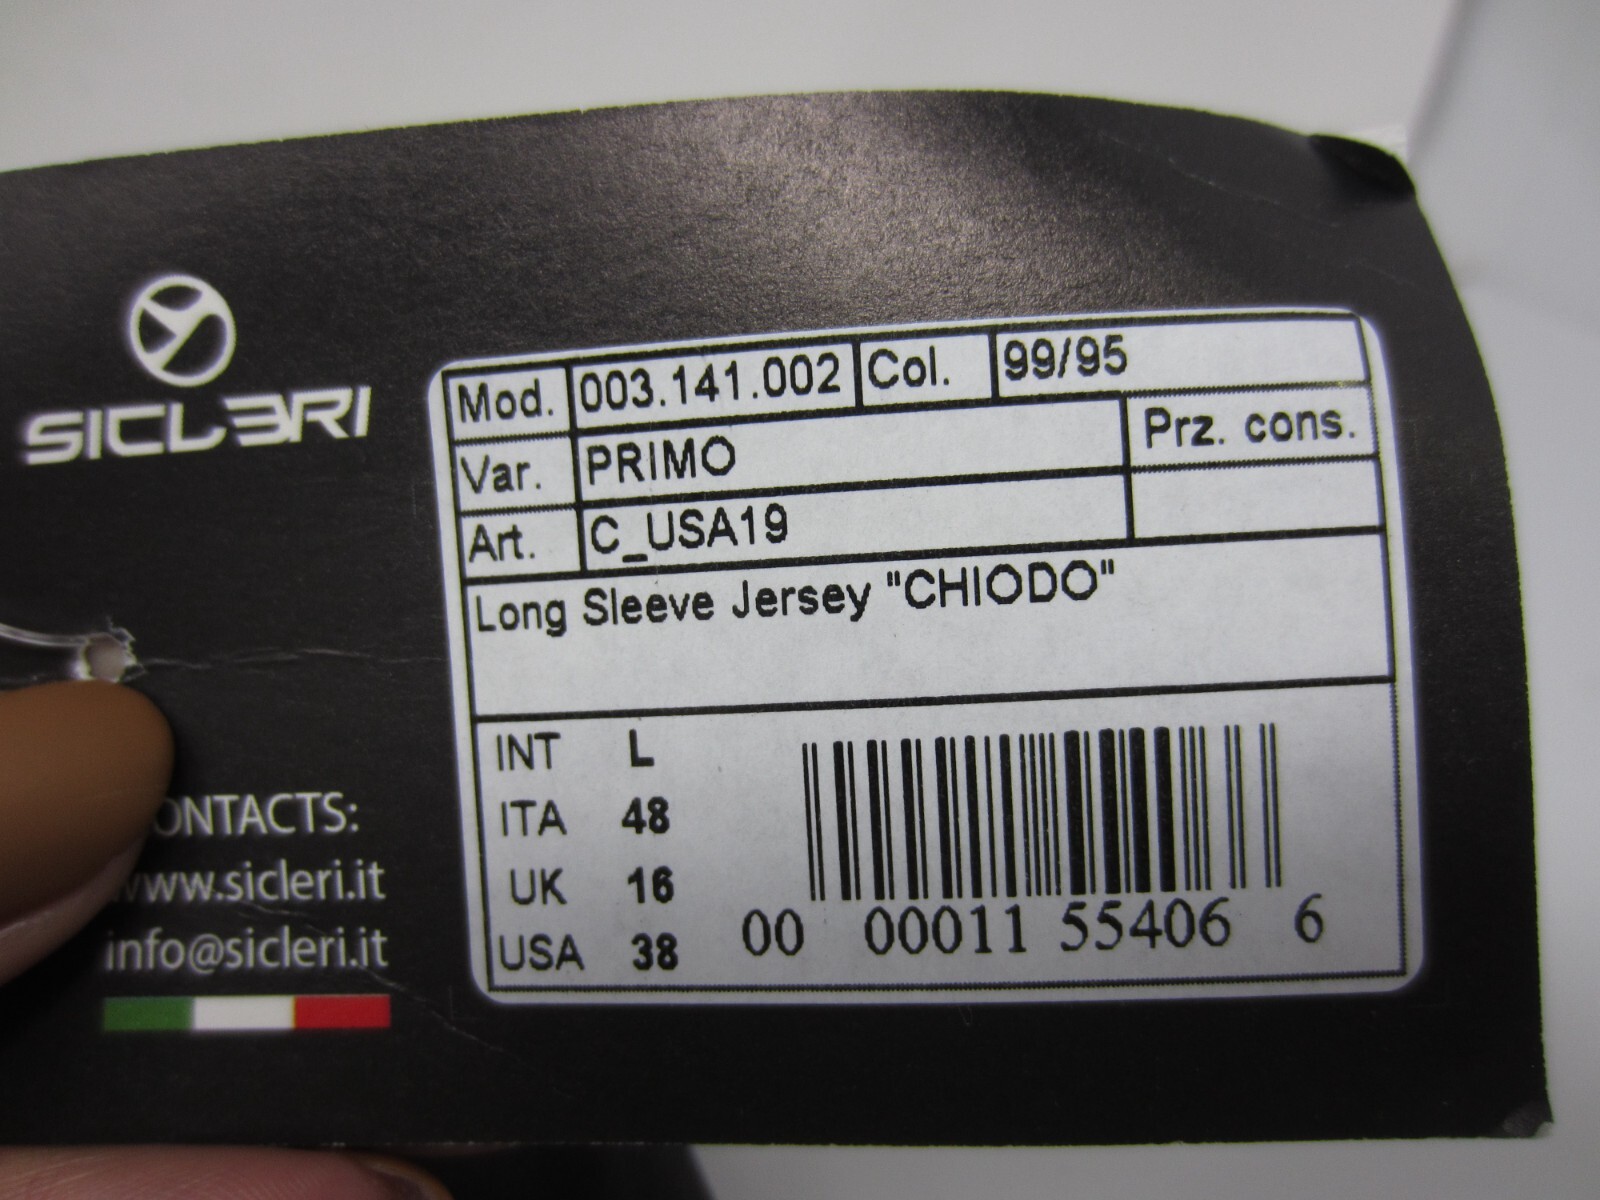 SICLERI
Mod. 003.141.002 Col. 99/95
Var. PRIMO Prz. cons.
Art. C_USA19
Long Sleeve Jersey "CHIODO"
INT L
ITA 48
UK 16
USA 38
00 00011 55406 6
ONTACTS:
www.sicleri.it
info@sicleri.it